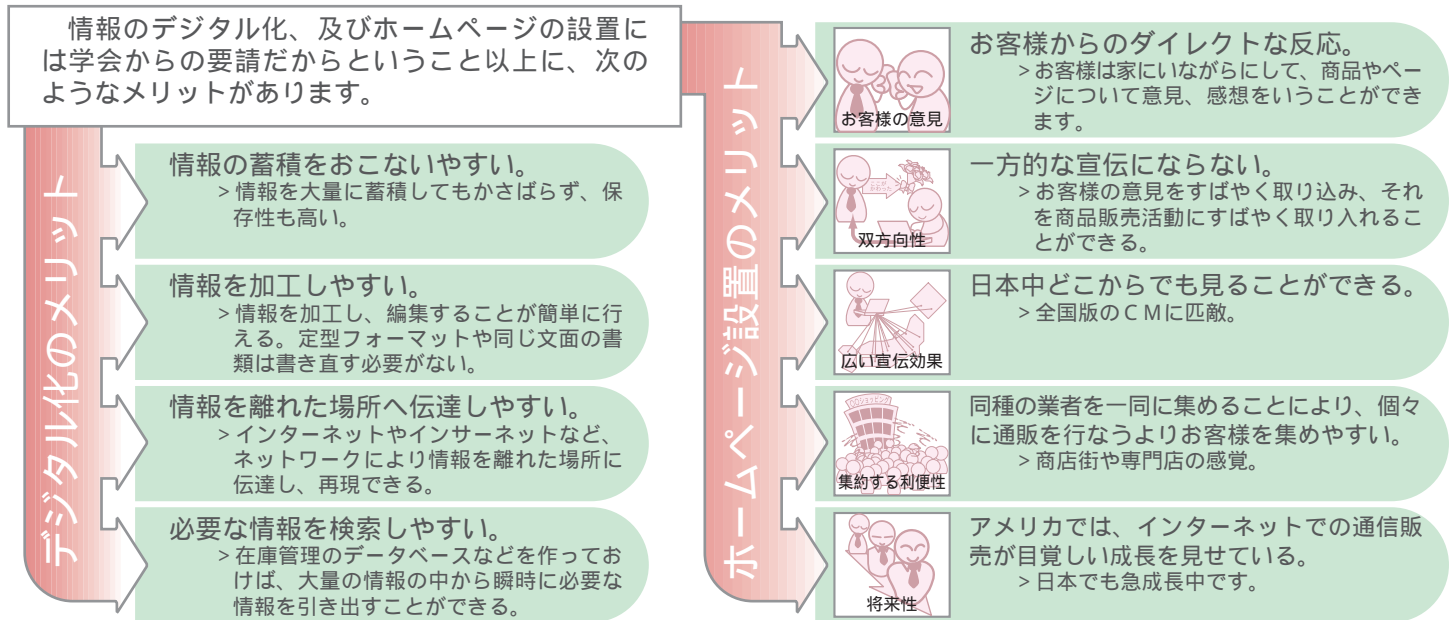 情報のデジタル化、及びホームページの設置に
は学会からの要請だからということ以上に、次の
ようなメリットがあります。
デジタル化のメリット
情報の蓄積をおこないやすい。
>情報を大量に蓄積してもかさばらず、保
存性も高い。
情報を加工しやすい。
>情報を加工し、編集することが簡単に行
える。定型フォーマットや同じ文面の書
類は書き直す必要がない。
情報を離れた場所へ伝達しやすい。
>インターネットやインサーネットなど、
ネットワークにより情報を離れた場所に
伝達し、再現できる。
必要な情報を検索しやすい。
>在庫管理のデータベースなどを作ってお
けば、大量の情報の中から瞬時に必要な
情報を引き出すことができる。
ホームページ設置のメリット
お客様の意見
お客様からのダイレクトな反応。
>お客様は家にいながらにして、商品やペー
ジについて意見、感想をいうことができ
ます。
双方向性
一方的な宣伝にならない。
>お客様の意見をすばやく取り込み、それ
を商品販売活動にすばやく取り入れるこ
とができる。
広い宣伝効果
日本中どこからでも見ることができる。
>全国版のCMに匹敵。
集約する利便性
同種の業者を一同に集めることにより、個々
に通販を行なうよりお客様を集めやすい。
>商店街や専門店の感覚。
将来性
アメリカでは、インターネットでの通信販
売が目覚しい成長を見せている。
>日本でも急成長中です。